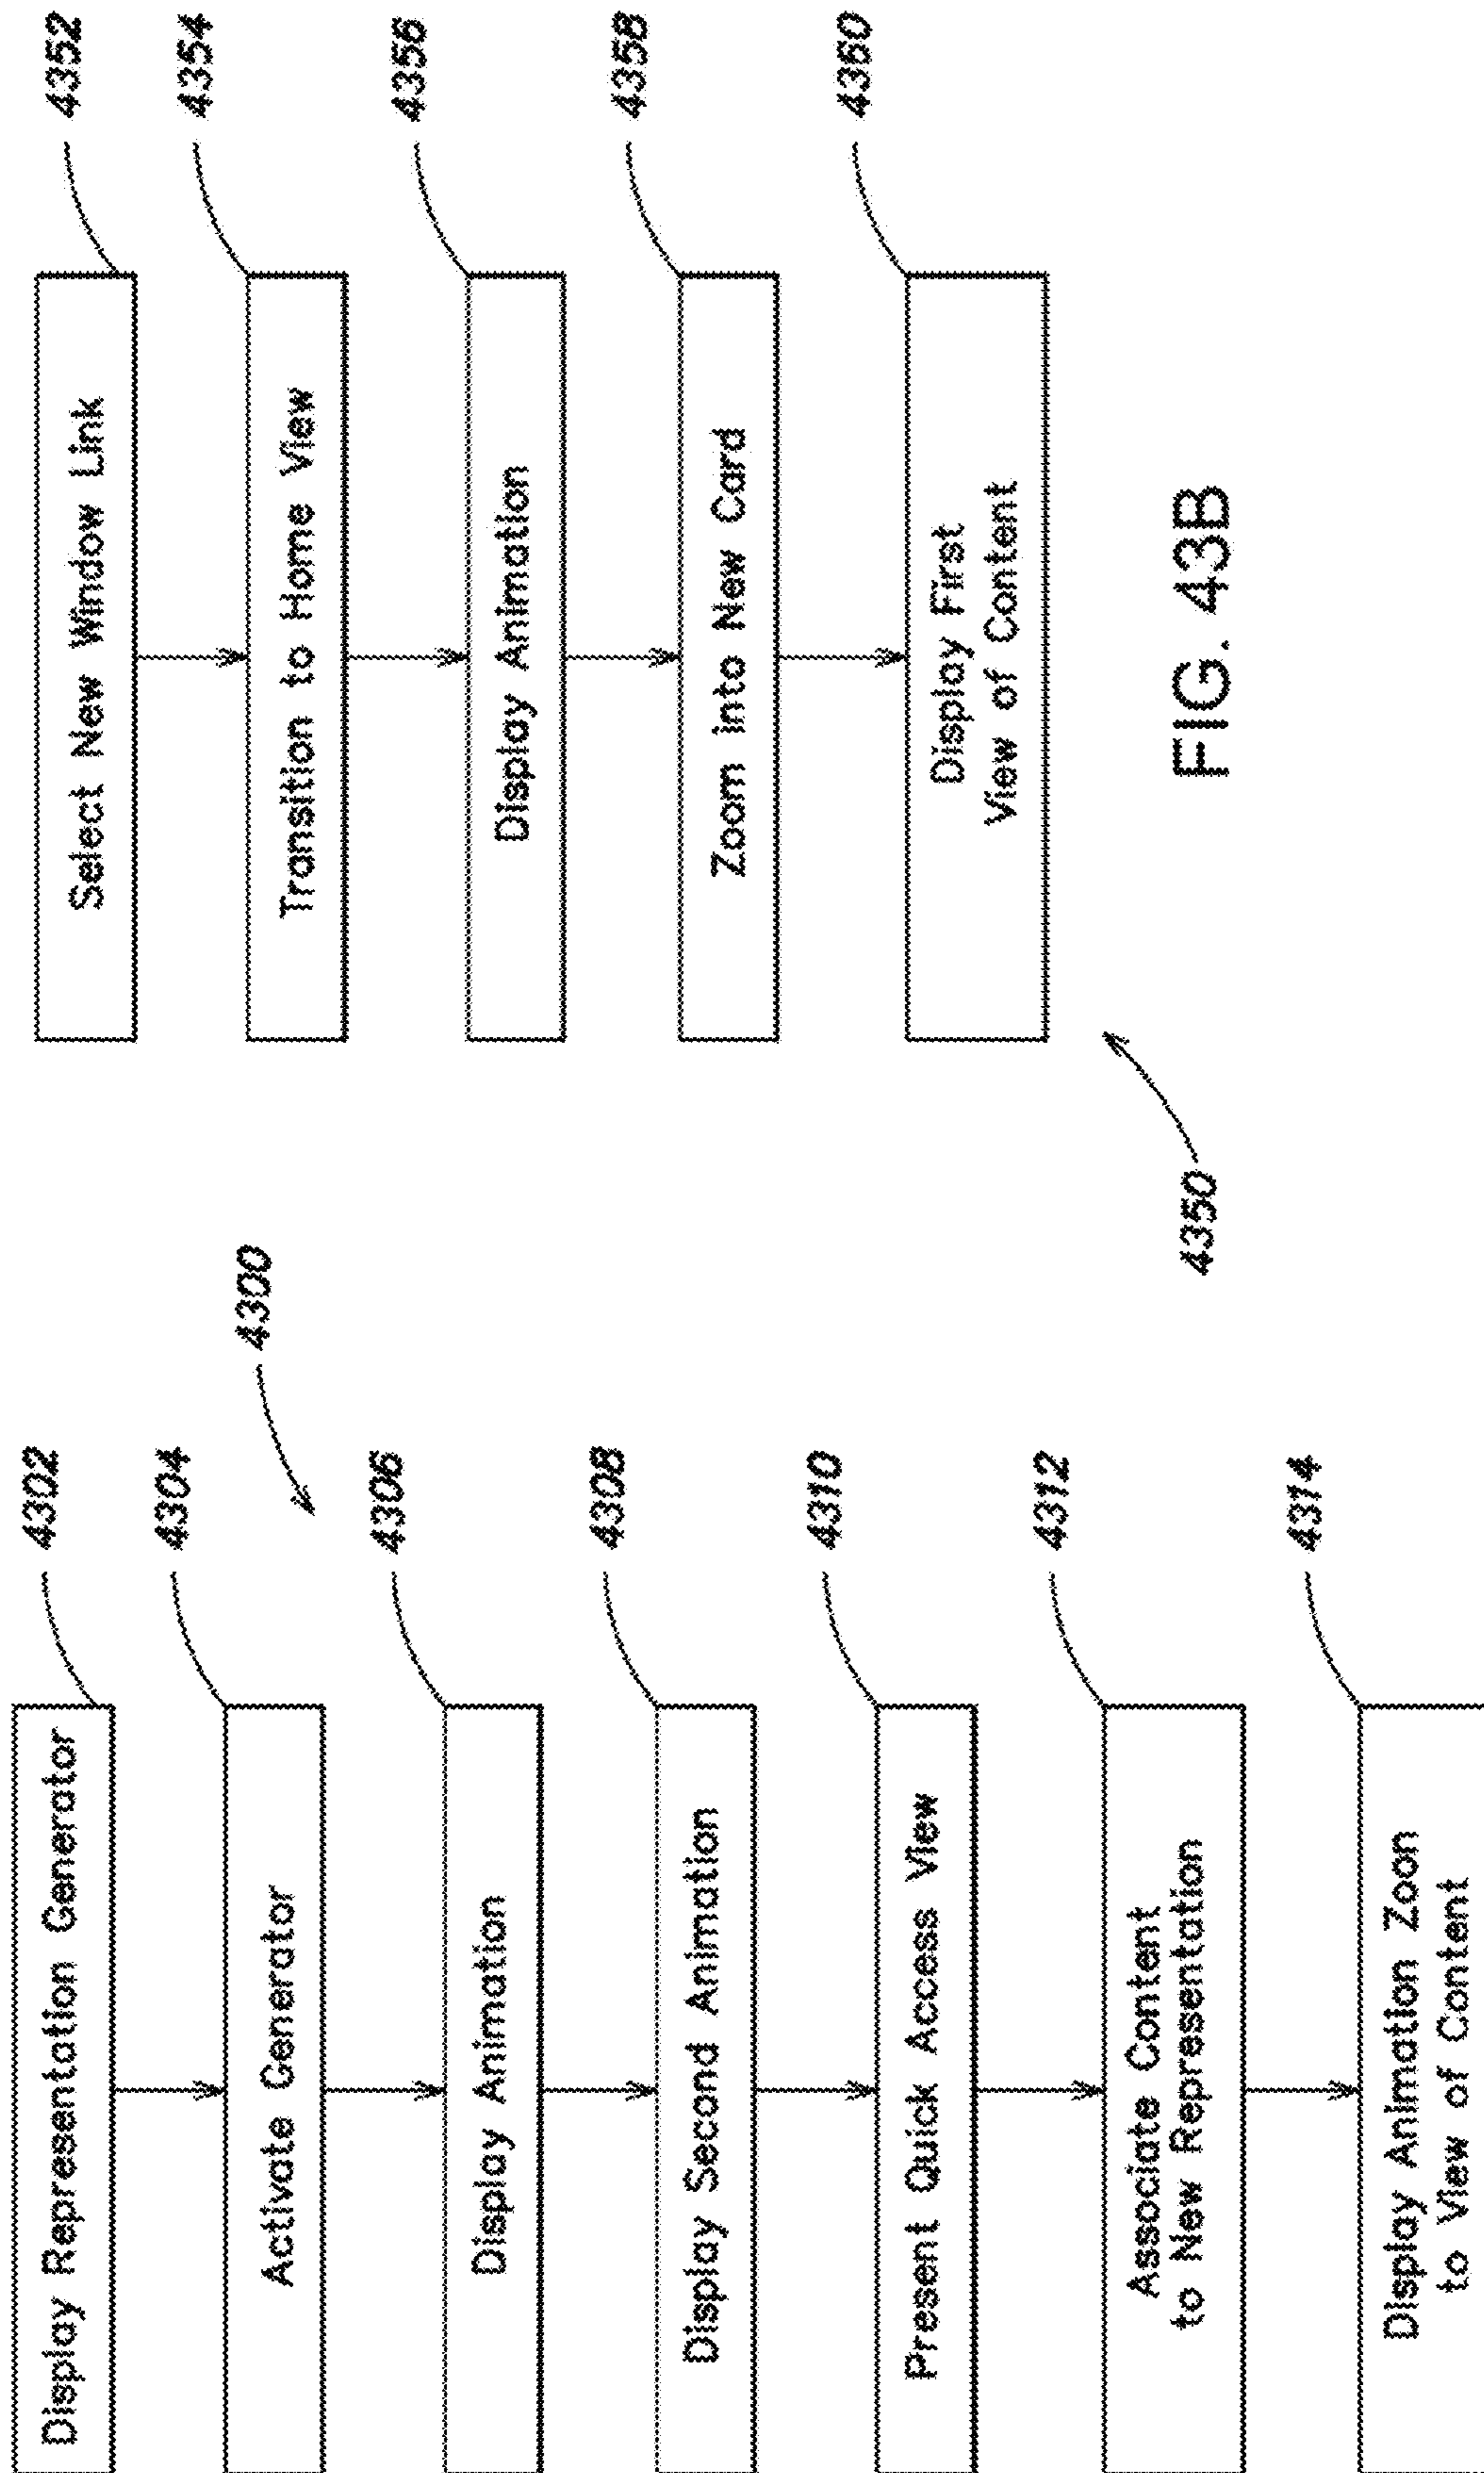 Display Representation Generator
4302
Activate Generator
4304
Display Animation
4306
Display Second Animation
4308
Present Quick Access View
4310
Associate Content
to New Representation
4312
Display Animation Zoon
to View of Content
4314
4300
Select New Window Link
4352
Transition to Home View
4354
Display Animation
4356
Zoom into New Card
4358
Display First
View of Content
4360
4350
FIG. 43B